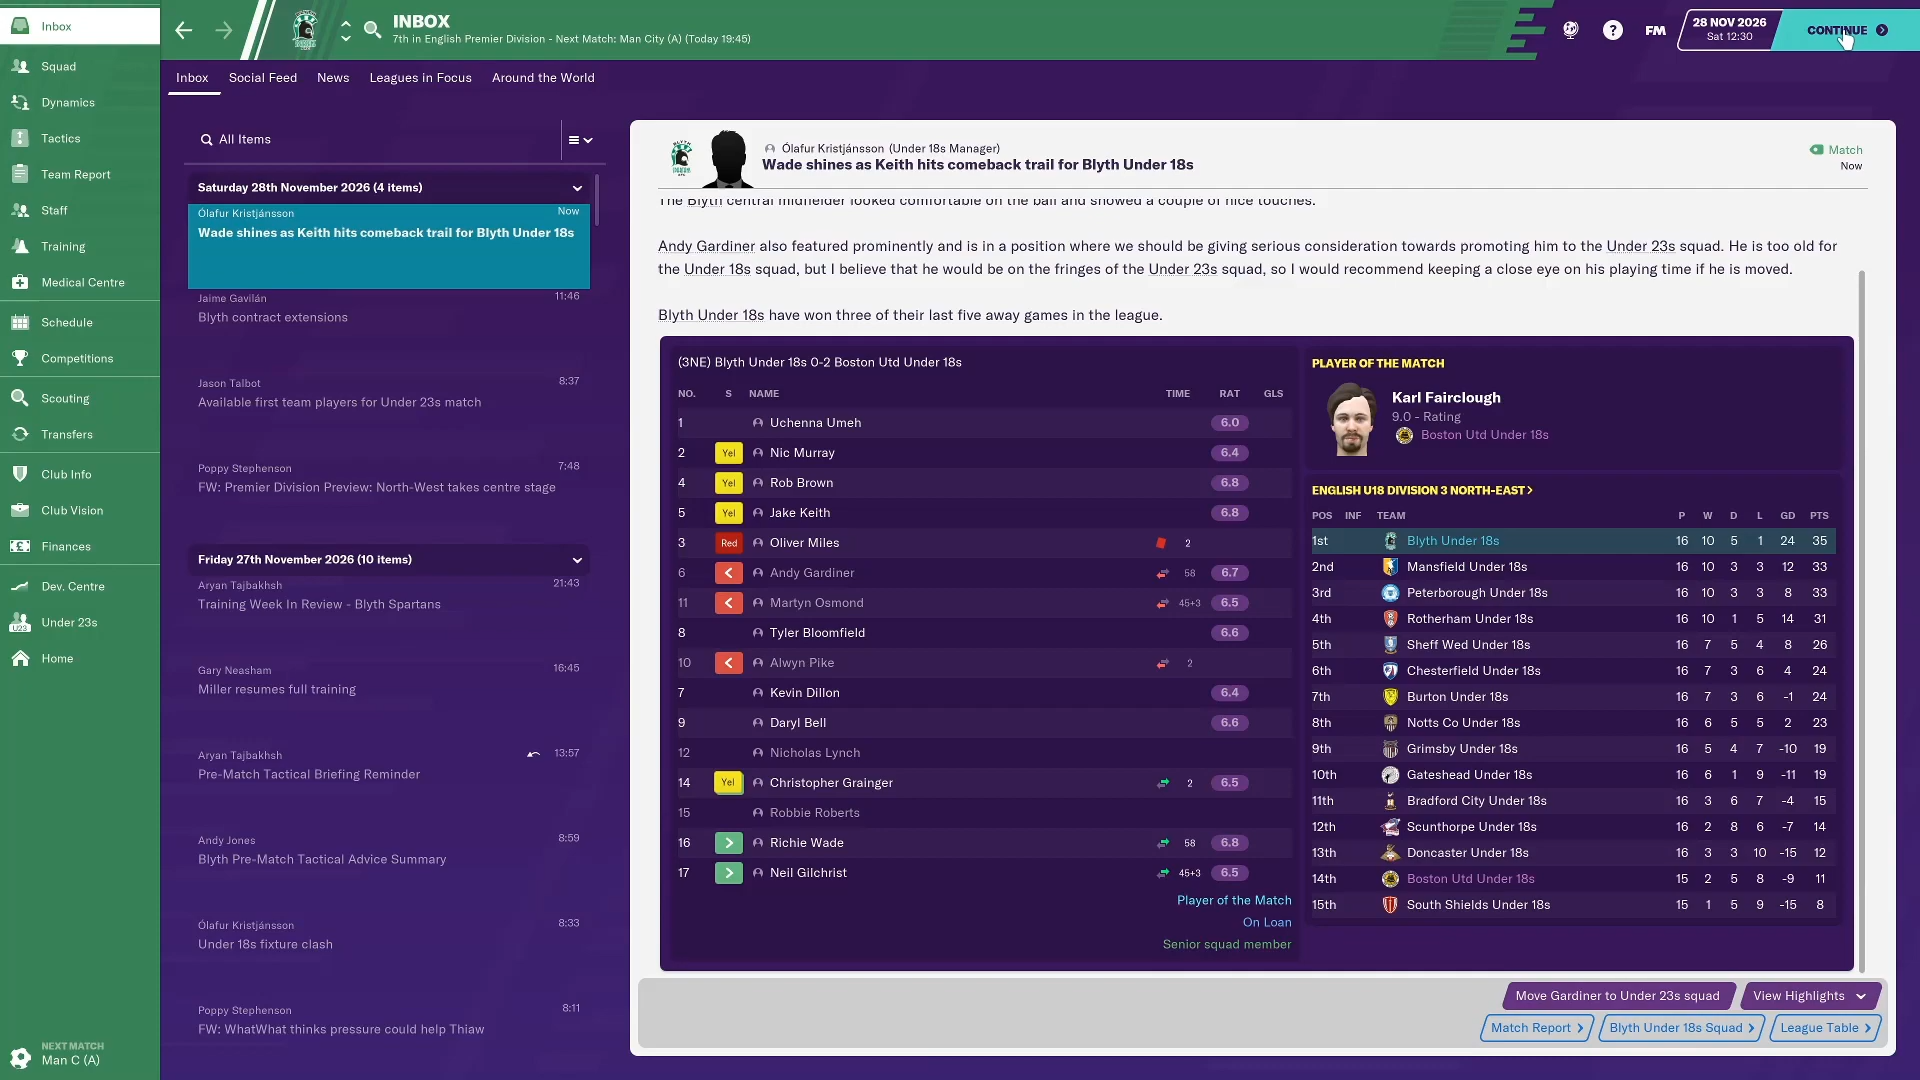 Inbox
Squad
Dynamics
Tactics
Team Report
Staff
Training
Medical Centre
Schedule
Competitions
Scouting
Transfers
Club Info
Club Vision
Finances
Dev. Centre
U23
Under 23s
Home
NEXT MATCH
Man C (A)
INBOX
7th in English Premier Division - Next Match: Man City (A) (Today 19:45)
?
FM
28 NOV 2026
Sat 12:30
CONTINUE
Inbox Social Feed News Leagues in Focus Around the World
All Items
Saturday 28th November 2026 (4 items)
Ólafur Kristjánsson Now
Wade shines as Keith hits comeback trail for Blyth Under 18s
Jaime Gavilán 11:46
Blyth contract extensions
Jason Talbot 8:37
Available first team players for Under 23s match
Poppy Stephenson 7:48
FW: Premier Division Preview: North-West takes centre stage
Friday 27th November 2026 (10 items)
Aryan Tajbakhsh 21:43
Training Week In Review - Blyth Spartans
Gary Neasham 16:45
Miller resumes full training
Aryan Tajbakhsh 13:57
Pre-Match Tactical Briefing Reminder
Andy Jones 8:59
Blyth Pre-Match Tactical Advice Summary
Ólafur Kristjánsson 8:33
Under 18s fixture clash
Poppy Stephenson 8:11
FW: WhatWhat thinks pressure could help Thiaw
Ólafur Kristjánsson (Under 18s Manager)
Wade shines as Keith hits comeback trail for Blyth Under 18s
Match
Now
The Blyth central midfielder looked comfortable on the ball and showed a couple of nice touches.
Andy Gardiner also featured prominently and is in a position where we should be giving serious consideration towards promoting him to the Under 23s squad. He is too old for
the Under 18s squad, but I believe that he would be on the fringes of the Under 23s squad, so I would recommend keeping a close eye on his playing time if he is moved.
Blyth Under 18s have won three of their last five away games in the league.
(3NE) Blyth Under 18s 0-2 Boston Utd Under 18s
NO. S NAME TIME RAT GLS
1 Uchenna Umeh 6.0
2 Yel Nic Murray 6.4
4 Yel Rob Brown 6.8
5 Yel Jake Keith 6.8
3 Red Oliver Miles 2
6 Andy Gardiner 58 6.7
11 Martyn Osmond 45+3 6.5
8 Tyler Bloomfield 6.6
10 Alwyn Pike 2
7 Kevin Dillon 6.4
9 Daryl Bell 6.6
12 Nicholas Lynch
14 Yel Christopher Grainger 2 6.5
15 Robbie Roberts
16 Richie Wade 58 6.8
17 Neil Gilchrist 45+3 6.5
Player of the Match
On Loan
Senior squad member
PLAYER OF THE MATCH
Karl Fairclough
9.0 - Rating
Boston Utd Under 18s
ENGLISH U18 DIVISION 3 NORTH-EAST >
POS INF TEAM P W D L GD PTS
1st Blyth Under 18s 16 10 5 1 24 35
2nd Mansfield Under 18s 16 10 3 3 12 33
3rd Peterborough Under 18s 16 10 3 3 8 33
4th Rotherham Under 18s 16 10 1 5 14 31
5th Sheff Wed Under 18s 16 7 5 4 8 26
6th Chesterfield Under 18s 16 7 3 6 4 24
7th Burton Under 18s 16 7 3 6 -1 24
8th Notts Co Under 18s 16 6 5 5 2 23
9th Grimsby Under 18s 16 5 4 7 -10 19
10th Gateshead Under 18s 16 6 1 9 -11 19
11th Bradford City Under 18s 16 3 6 7 -4 15
12th Scunthorpe Under 18s 16 2 8 6 -7 14
13th Doncaster Under 18s 16 3 3 10 -15 12
14th Boston Utd Under 18s 15 2 5 8 -9 11
15th South Shields Under 18s 15 1 5 9 -15 8
Move Gardiner to Under 23s squad View Highlights
Match Report > Blyth Under 18s Squad > League Table >